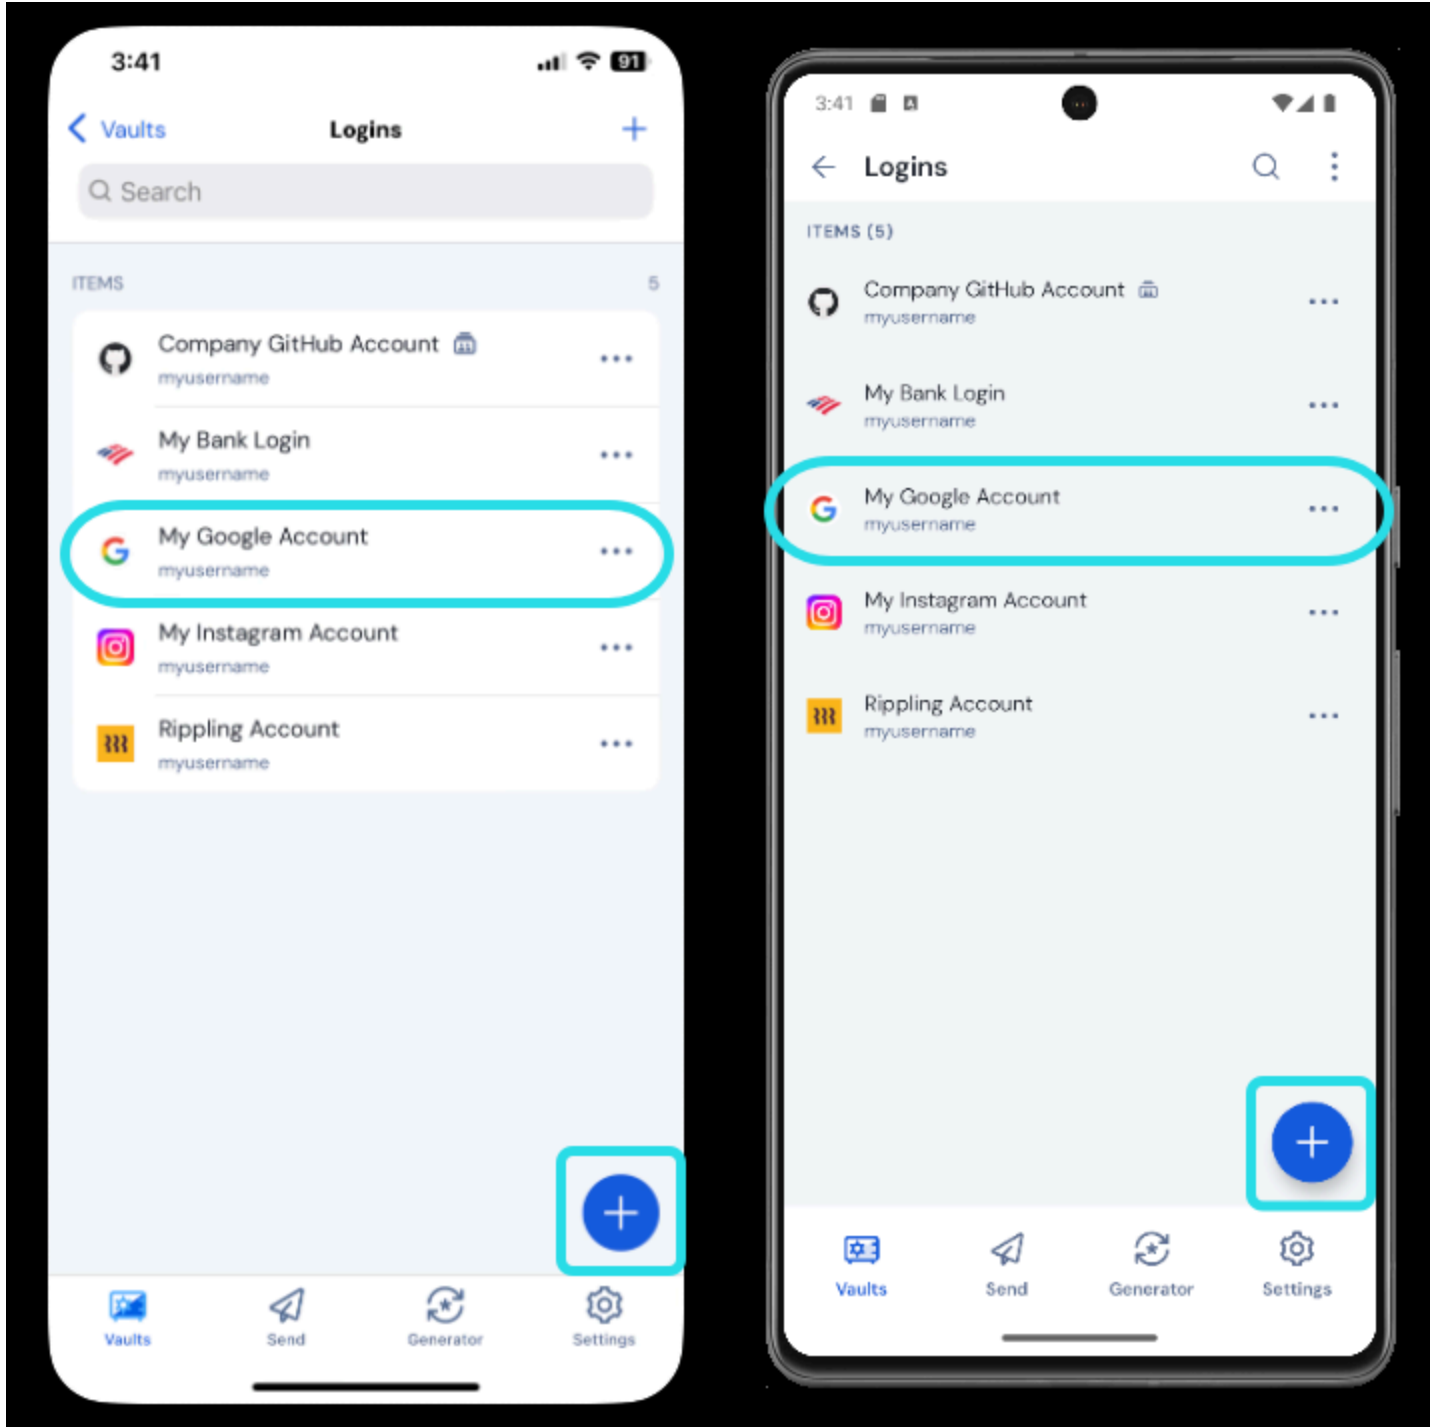 3:41
91
Vaults
Logins
Search
ITEMS
5
Company GitHub Account
myusername
My Bank Login
myusername
My Google Account
myusername
My Instagram Account
myusername
Rippling Account
myusername
Vaults
Send
Generator
Settings
3:41
Logins
ITEMS (5)
Company GitHub Account
myusername
My Bank Login
myusername
My Google Account
myusername
My Instagram Account
myusername
Rippling Account
myusername
Vaults
Send
Generator
Settings